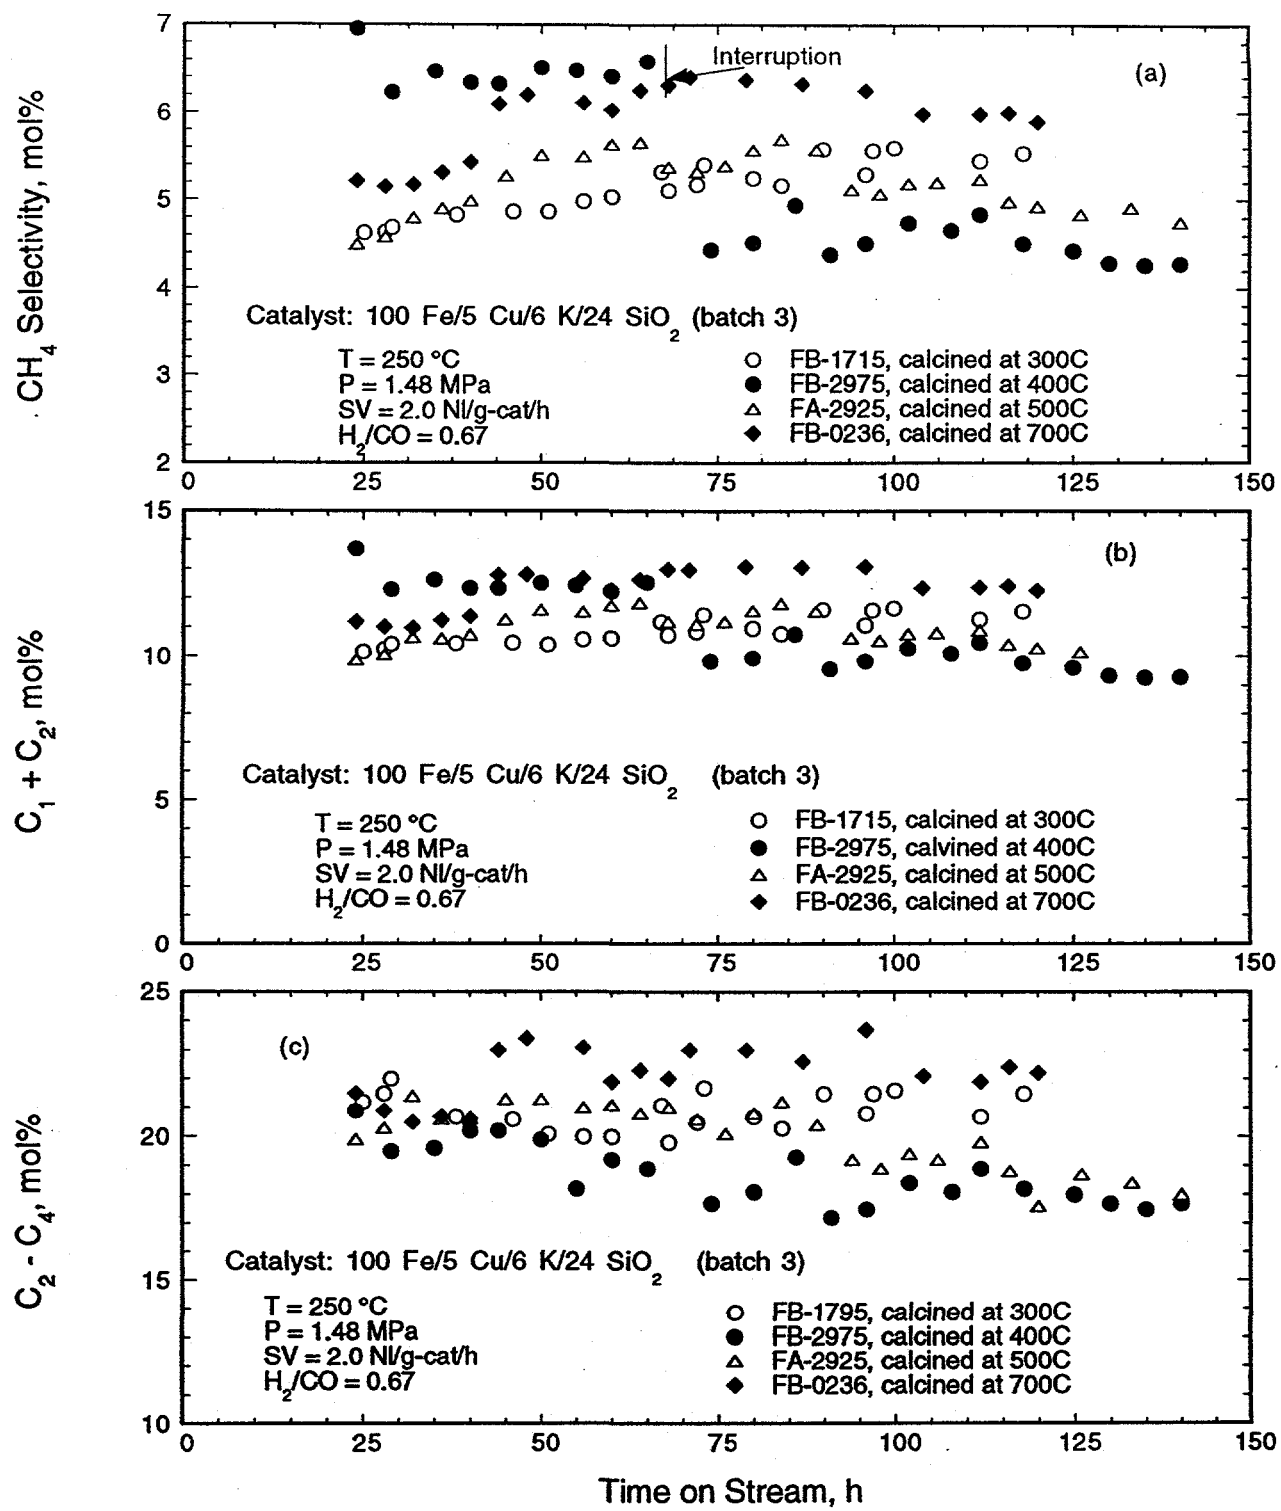 7
6
5
4
3
2
CH4 Selectivity, mol%
Interruption
(a)
Catalyst: 100 Fe/5 Cu/6 K/24 SiO2 (batch 3)
T = 250 °C
P = 1.48 MPa
SV = 2.0 Nl/g-cat/h
H2/CO = 0.67
FB-1715, calcined at 300C
FB-2975, calcined at 400C
FA-2925, calcined at 500C
FB-0236, calcined at 700C
0 25 50 75 100 125 150
15
10
5
0
C1 + C2, mol%
(b)
Catalyst: 100 Fe/5 Cu/6 K/24 SiO2 (batch 3)
T = 250 °C
P = 1.48 MPa
SV = 2.0 Nl/g-cat/h
H2/CO = 0.67
FB-1715, calcined at 300C
FB-2975, calvined at 400C
FA-2925, calcined at 500C
FB-0236, calcined at 700C
0 25 50 75 100 125 150
25
20
15
10
C2 - C4, mol%
(c)
Catalyst: 100 Fe/5 Cu/6 K/24 SiO2 (batch 3)
T = 250 °C
P = 1.48 MPa
SV = 2.0 Nl/g-cat/h
H2/CO = 0.67
FB-1795, calcined at 300C
FB-2975, calcined at 400C
FA-2925, calcined at 500C
FB-0236, calcined at 700C
0 25 50 75 100 125 150
Time on Stream, h